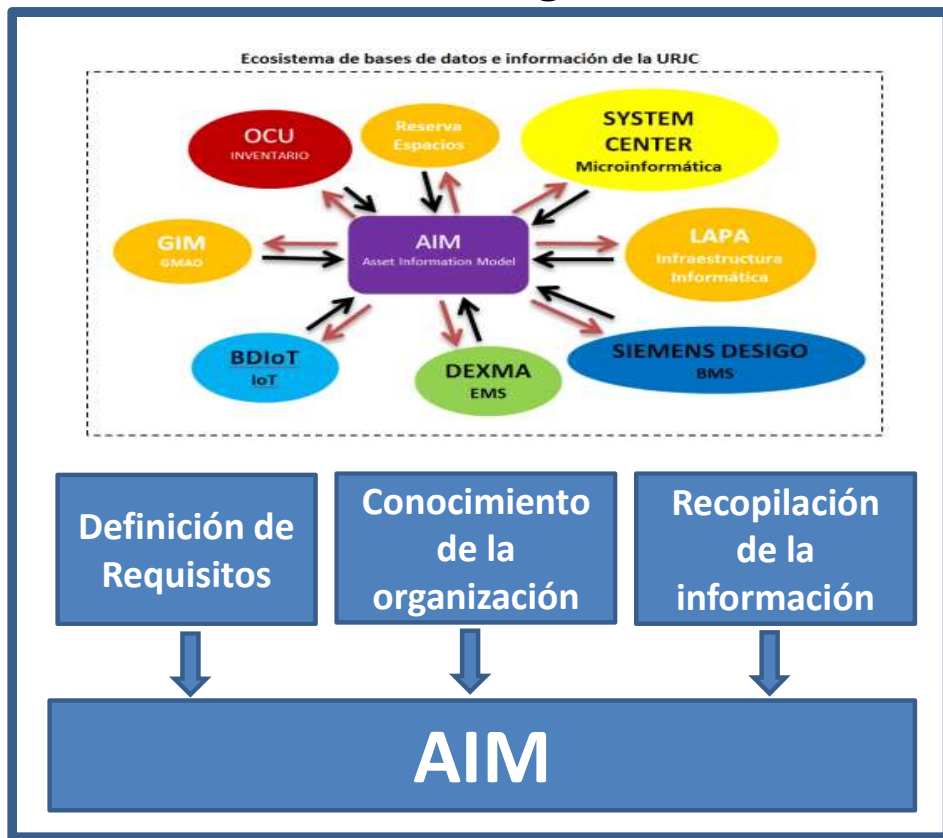 Ecosistema de bases de datos e información de la URJC
OCU
INVENTARIO
Reserva
Espacios
SYSTEM
CENTER
Microinformática
GIM
GMAO
AIM
Asset Information Model
LAPA
Infraestructura
Informática
BDIoT
IoT
DEXMA
EMS
SIEMENS DESIGO
BMS
Definición de
Requisitos
Conocimiento
de la
organización
Recopilación
de la
información
AIM